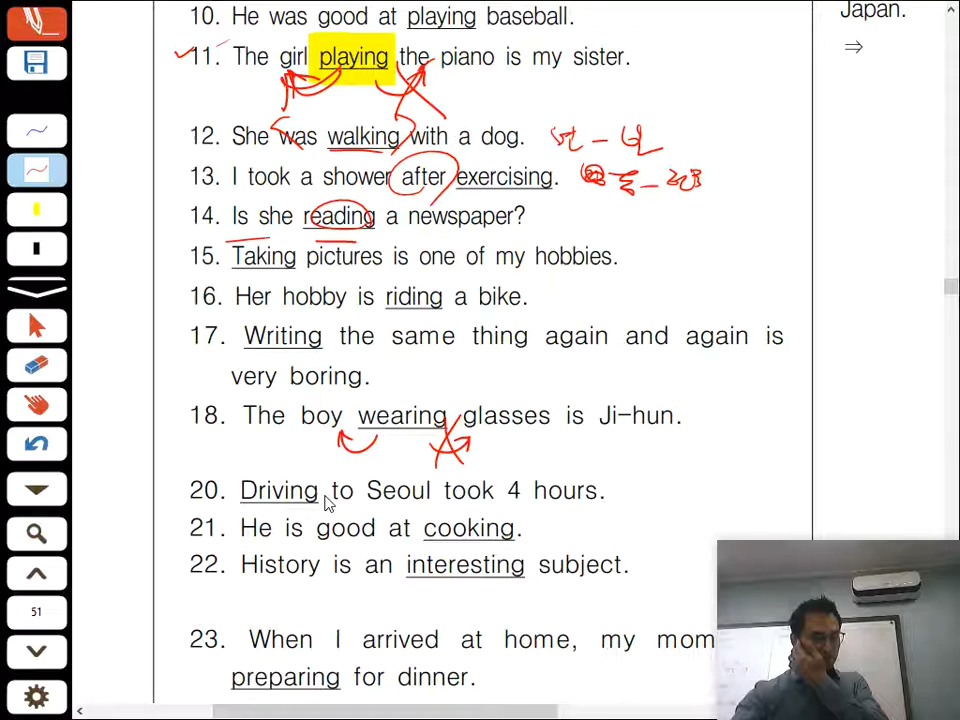 10. He was good at playing baseball.
Japan.
✓11. The girl playing the piano is my sister.
⇒
12. She was walking with a dog.
13. I took a shower after exercising.
14. Is she reading a newspaper?
15. Taking pictures is one of my hobbies.
16. Her hobby is riding a bike.
17. Writing the same thing again and again is
very boring.
18. The boy wearing glasses is Ji-hun.
20. Driving to Seoul took 4 hours.
21. He is good at cooking.
22. History is an interesting subject.
51
23. When I arrived at home, my mom
preparing for dinner.